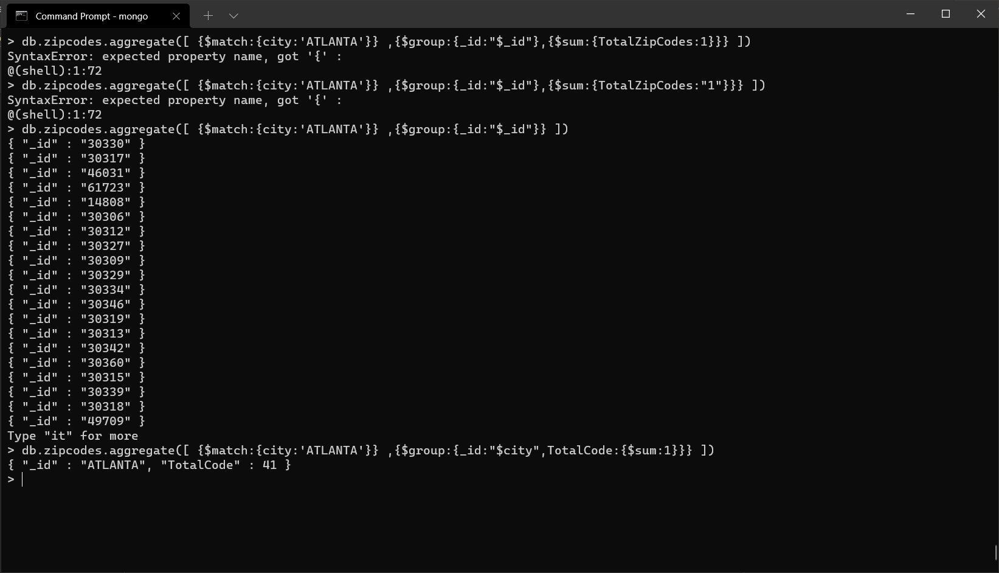 Command Prompt - mongo
> db.zipcodes.aggregate([ {$match:{city:'ATLANTA'}} ,{$group:{_id:"$_id"},{$sum:{TotalZipCodes:1}}} ])
SyntaxError: expected property name, got '{' :
@(shell):1:72
> db.zipcodes.aggregate([ {$match:{city:'ATLANTA'}} ,{$group:{_id:"$_id"},{$sum:{TotalZipCodes:"1"}}} ])
SyntaxError: expected property name, got '{' :
@(shell):1:72
> db.zipcodes.aggregate([ {$match:{city:'ATLANTA'}} ,{$group:{_id:"$_id"}} ])
{ "_id" : "30330" }
{ "_id" : "30317" }
{ "_id" : "46031" }
{ "_id" : "61723" }
{ "_id" : "14808" }
{ "_id" : "30306" }
{ "_id" : "30312" }
{ "_id" : "30327" }
{ "_id" : "30309" }
{ "_id" : "30329" }
{ "_id" : "30334" }
{ "_id" : "30346" }
{ "_id" : "30319" }
{ "_id" : "30313" }
{ "_id" : "30342" }
{ "_id" : "30360" }
{ "_id" : "30315" }
{ "_id" : "30339" }
{ "_id" : "30318" }
{ "_id" : "49709" }
Type "it" for more
> db.zipcodes.aggregate([ {$match:{city:'ATLANTA'}} ,{$group:{_id:"$city",TotalCode:{$sum:1}}} ])
{ "_id" : "ATLANTA", "TotalCode" : 41 }
>